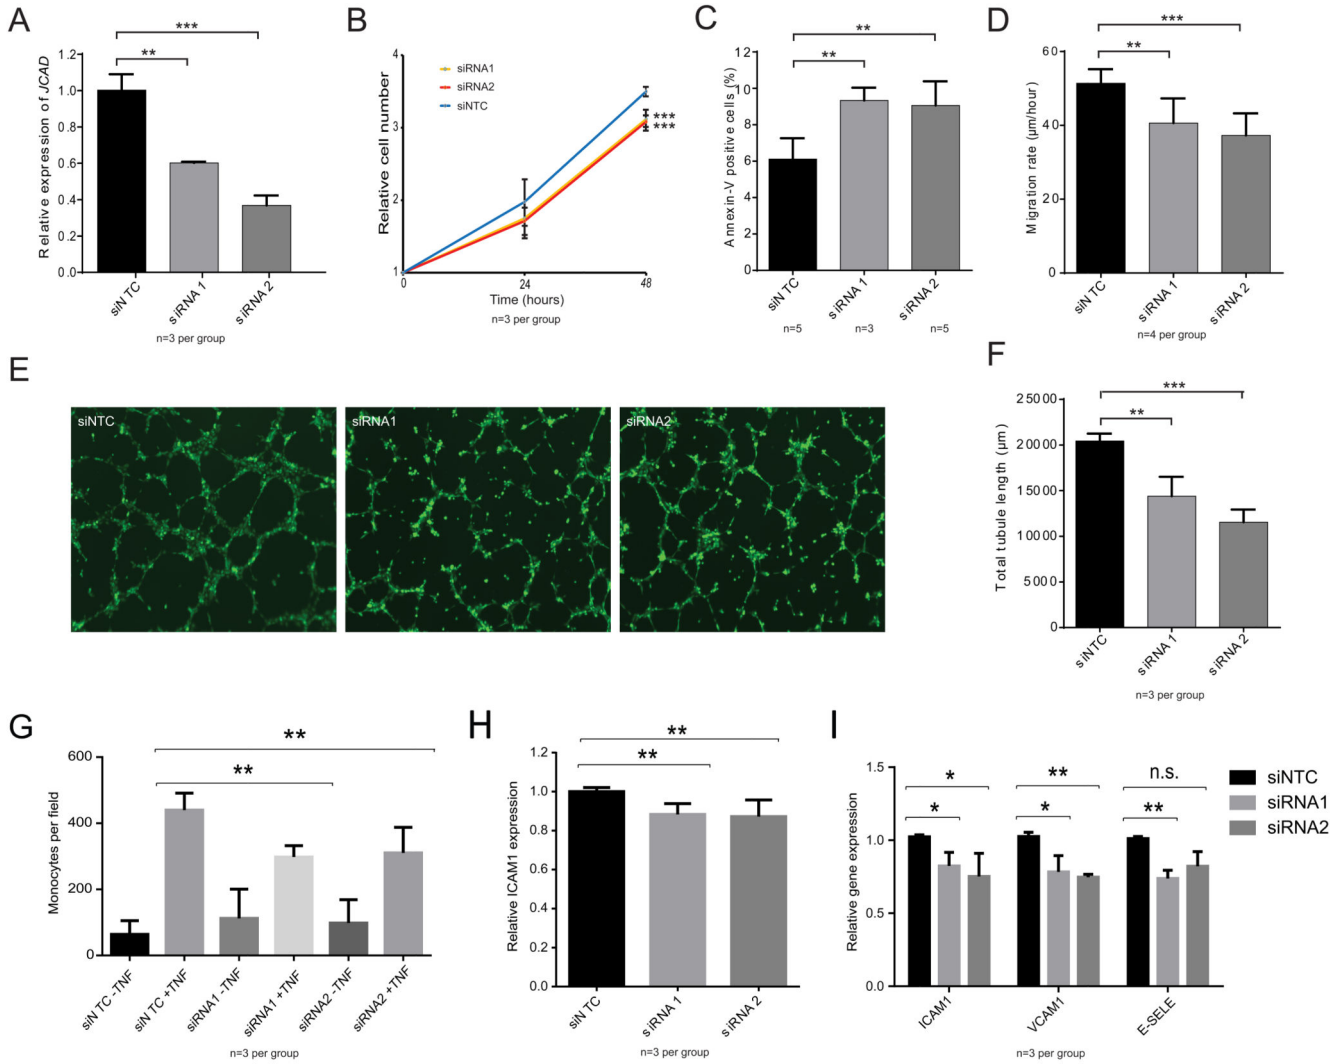 A
Relative expression of JCAD
***
**
1.2
1.0
0.8
0.6
0.4
0.2
0.0
siNTC
siRNA1
siRNA2
n=3 per group
B
Relative cell number
4
3
2
1
siRNA1
siRNA2
siNTC
***
***
0
24
48
Time (hours)
n=3 per group
C
Annexin-V positive cells (%)
**
**
12
10
8
6
4
2
0
siNTC
siRNA1
siRNA2
n=5
n=3
n=5
D
Migration rate (µm/hour)
***
**
60
40
20
0
siNTC
siRNA1
siRNA2
n=4 per group
E
siNTC
siRNA1
siRNA2
F
Total tubule length (µm)
***
**
25000
20000
15000
10000
5000
0
siNTC
siRNA1
siRNA2
n=3 per group
G
Monocytes per field
**
**
600
400
200
0
siNTC -TNF
siNTC +TNF
siRNA1 -TNF
siRNA1 +TNF
siRNA2 -TNF
siRNA2 +TNF
n=3 per group
H
Relative ICAM1 expression
**
**
1.2
1.0
0.8
0.6
0.4
0.2
0.0
siNTC
siRNA1
siRNA2
n=3 per group
I
Relative gene expression
1.5
1.0
0.5
0.0
*
*
**
*
n.s.
**
ICAM1
VCAM1
E-SELE
n=3 per group
siNTC
siRNA1
siRNA2